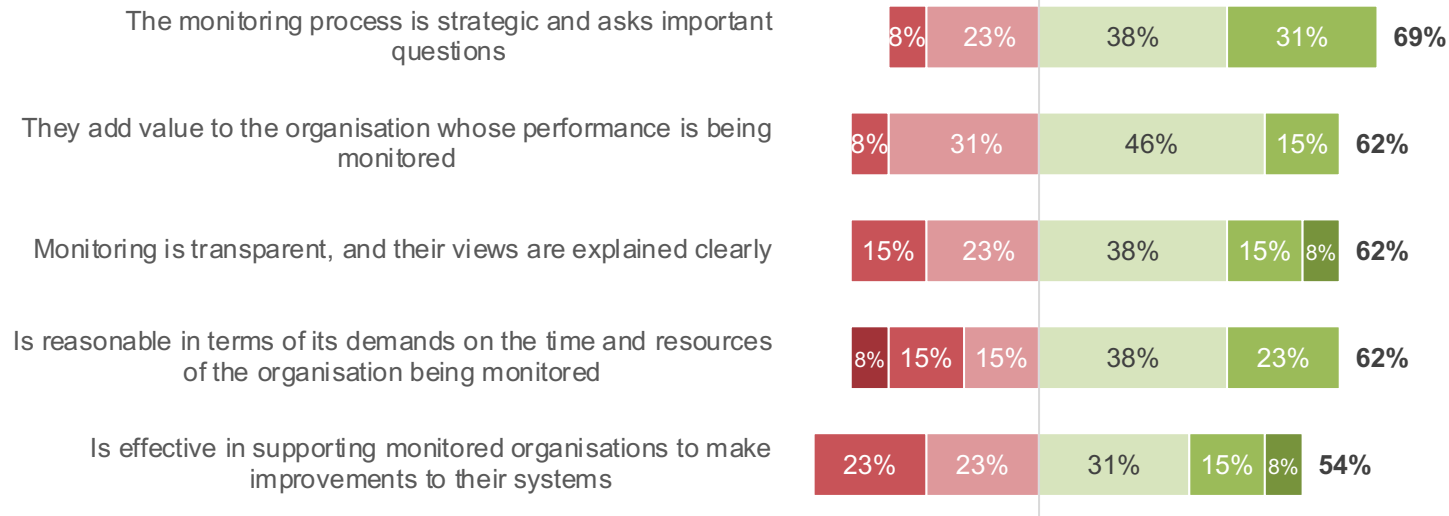 The monitoring process is strategic and asks important
questions
8% 23% 38% 31% 69%
They add value to the organisation whose performance is being
monitored
8% 31% 46% 15% 62%
Monitoring is transparent, and their views are explained clearly
15% 23% 38% 15% 8% 62%
Is reasonable in terms of its demands on the time and resources
of the organisation being monitored
8% 15% 15% 38% 23% 62%
Is effective in supporting monitored organisations to make
improvements to their systems
23% 23% 31% 15% 8% 54%